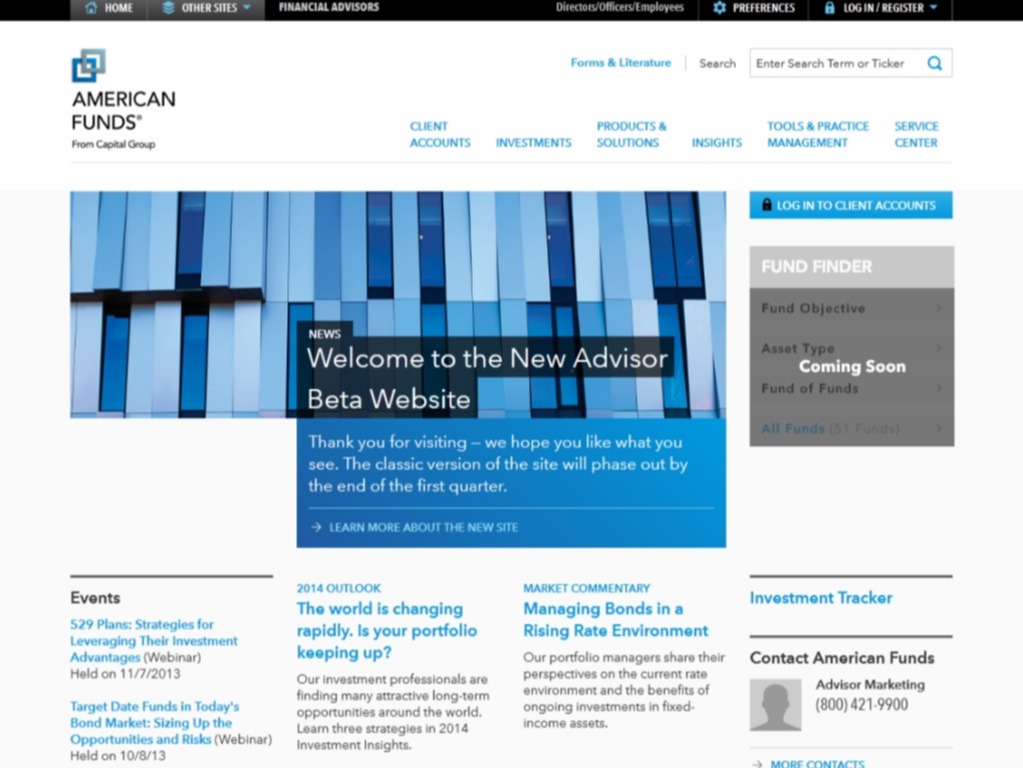 HOME
OTHER SITES
FINANCIAL ADVISORS
Directors/Officers/Employees
PREFERENCES
LOG IN / REGISTER
AMERICAN
FUNDS®
From Capital Group
Forms & Literature
Search
Enter Search Term or Ticker
CLIENT
ACCOUNTS
INVESTMENTS
PRODUCTS &
SOLUTIONS
INSIGHTS
TOOLS & PRACTICE
MANAGEMENT
SERVICE
CENTER
NEWS
Welcome to the New Advisor
Beta Website
Thank you for visiting – we hope you like what you
see. The classic version of the site will phase out by
the end of the first quarter.
→ LEARN MORE ABOUT THE NEW SITE
LOG IN TO CLIENT ACCOUNTS
FUND FINDER
Fund Objective
Asset Type
Coming Soon
Fund of Funds
All Funds (51 Funds)
Events
529 Plans: Strategies for
Leveraging Their Investment
Advantages (Webinar)
Held on 11/7/2013
Target Date Funds in Today's
Bond Market: Sizing Up the
Opportunities and Risks (Webinar)
Held on 10/8/13
2014 OUTLOOK
The world is changing
rapidly. Is your portfolio
keeping up?
Our investment professionals are
finding many attractive long-term
opportunities around the world.
Learn three strategies in 2014
Investment Insights.
MARKET COMMENTARY
Managing Bonds in a
Rising Rate Environment
Our portfolio managers share their
perspectives on the current rate
environment and the benefits of
ongoing investments in fixed-
income assets.
Investment Tracker
Contact American Funds
Advisor Marketing
(800) 421-9900
→ MORE CONTACTS